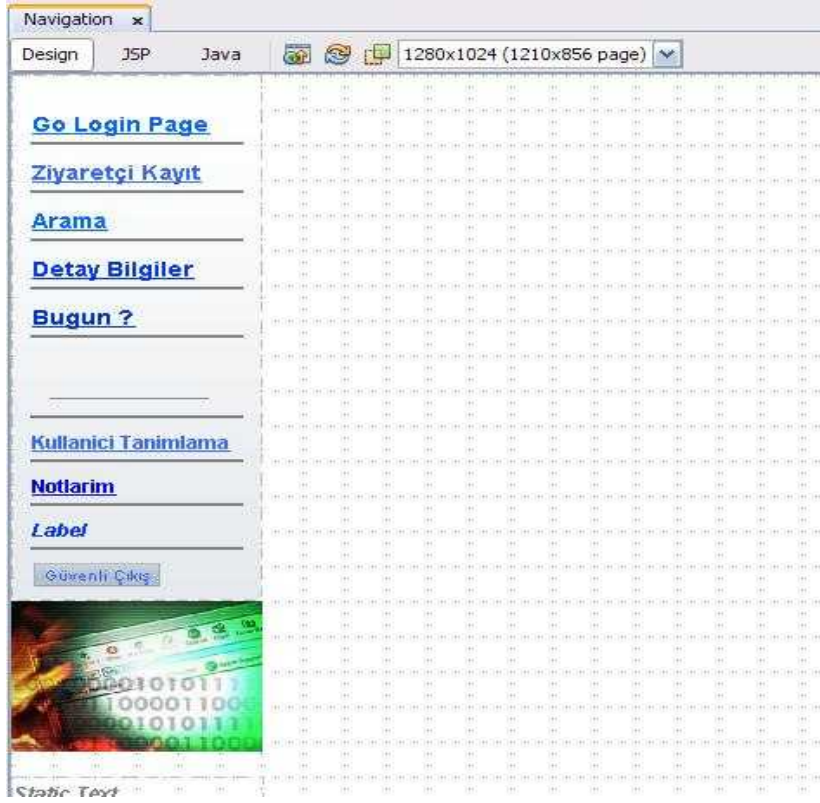 Navigation x
Design JSP Java 1280x1024 (1210x856 page)
Go Login Page
Ziyaretçi Kayıt
Arama
Detay Bilgiler
Bugun ?
Kullanici Tanimlama
Notlarim
Label
Güvenli Çıkış
Static Text